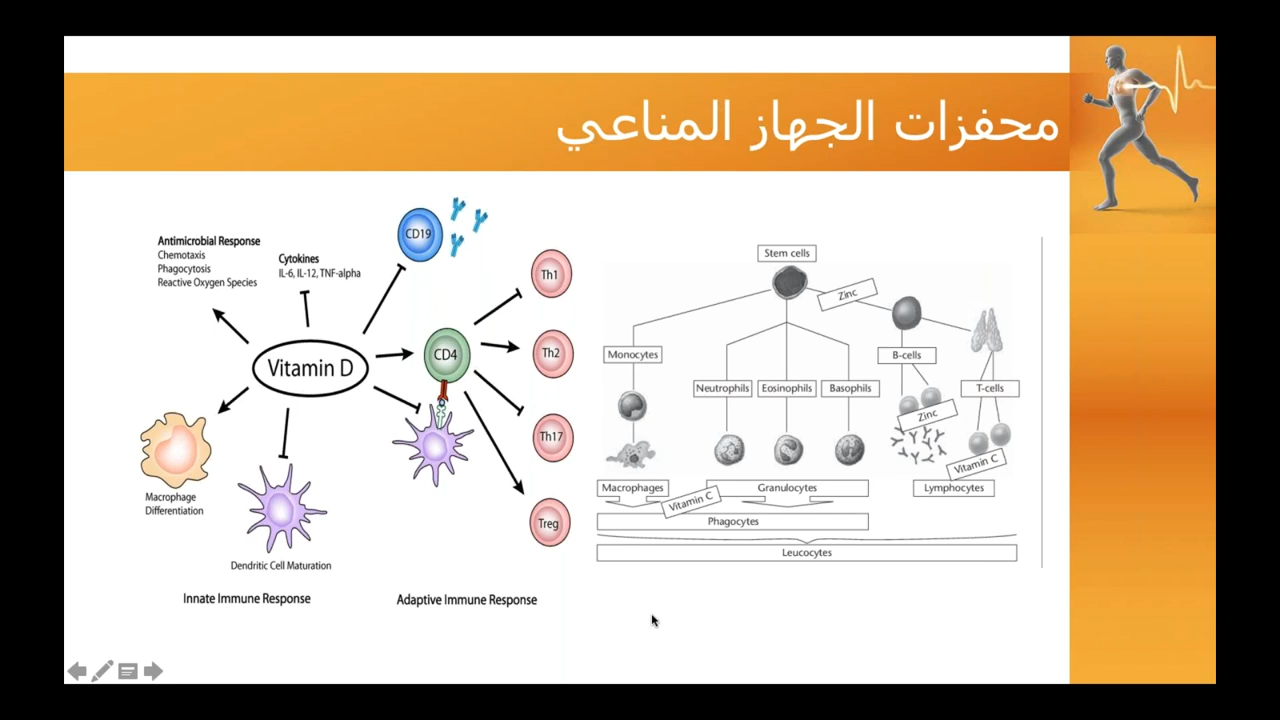 محفزات الجهاز المناعي
Antimicrobial Response
Chemotaxis
Phagocytosis
Reactive Oxygen Species
Cytokines
IL-6, IL-12, TNF-alpha
CD19
Th1
Vitamin D
CD4
Th2
Th17
Macrophage
Differentiation
Treg
Dendritic Cell Maturation
Innate Immune Response
Adaptive Immune Response
Stem cells
Zinc
Monocytes
B-cells
Neutrophils
Eosinophils
Basophils
T-cells
Zinc
Vitamin C
Macrophages
Vitamin C
Granulocytes
Lymphocytes
Phagocytes
Leucocytes